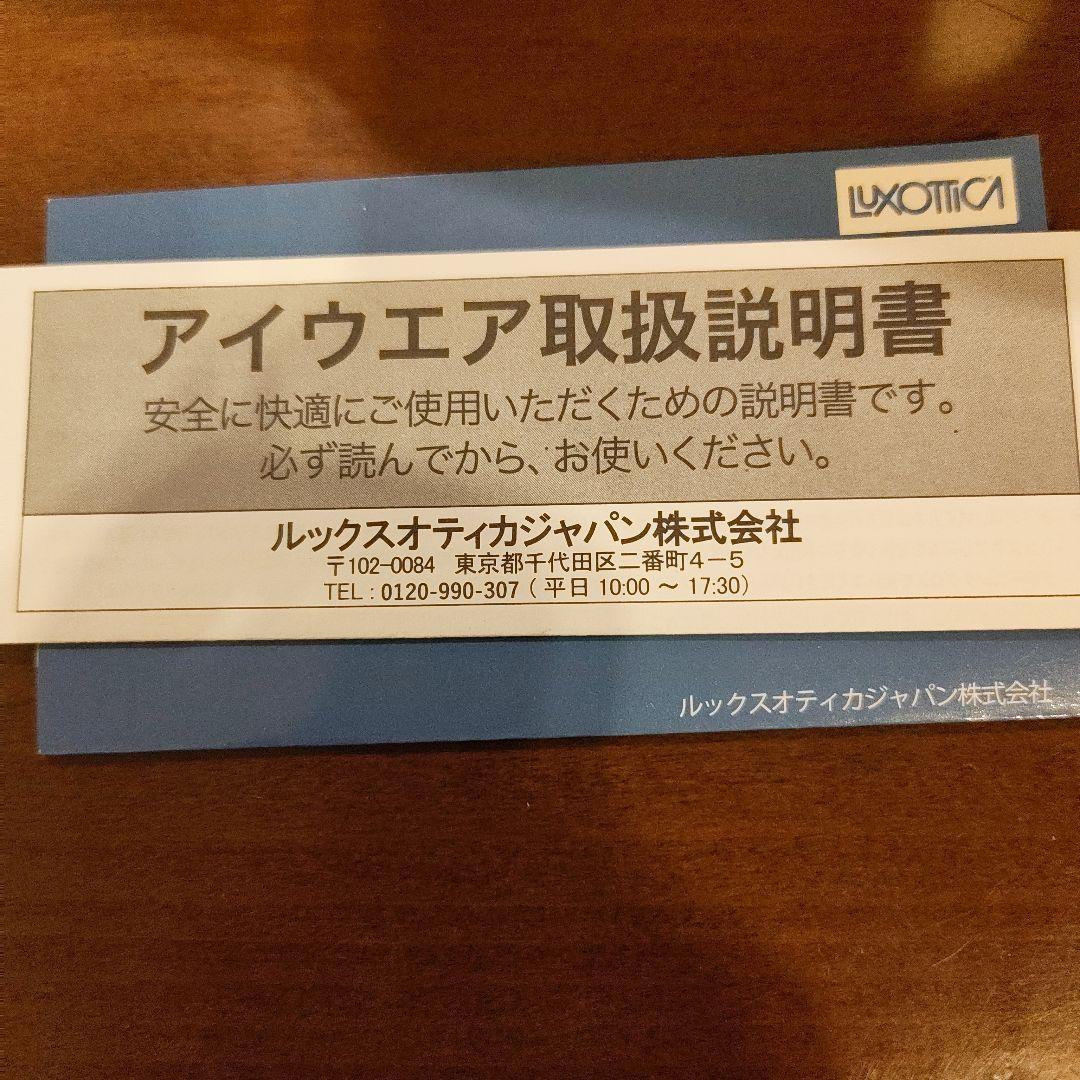 LUXOTTICA
アイウエア取扱説明書
安全に快適にご使用いただくための説明書です。
必ず読んでから、お使いください。
ルックスオティカジャパン株式会社
〒102-0084 東京都千代田区二番町4-5
TEL : 0120-990-307 ( 平日 10:00 ～ 17:30)
ルックスオティカジャパン株式会社